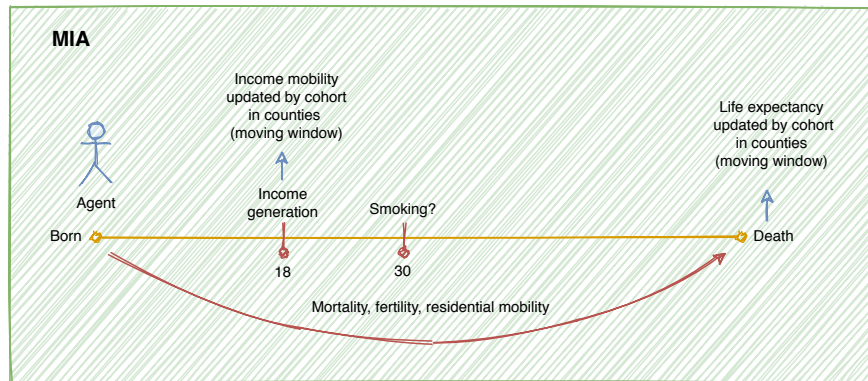 MIA
Income mobility
updated by cohort
in counties
(moving window)
Life expectancy
updated by cohort
in counties
(moving window)
Agent
Income
generation
Smoking?
Born
Death
18
30
Mortality, fertility, residential mobility